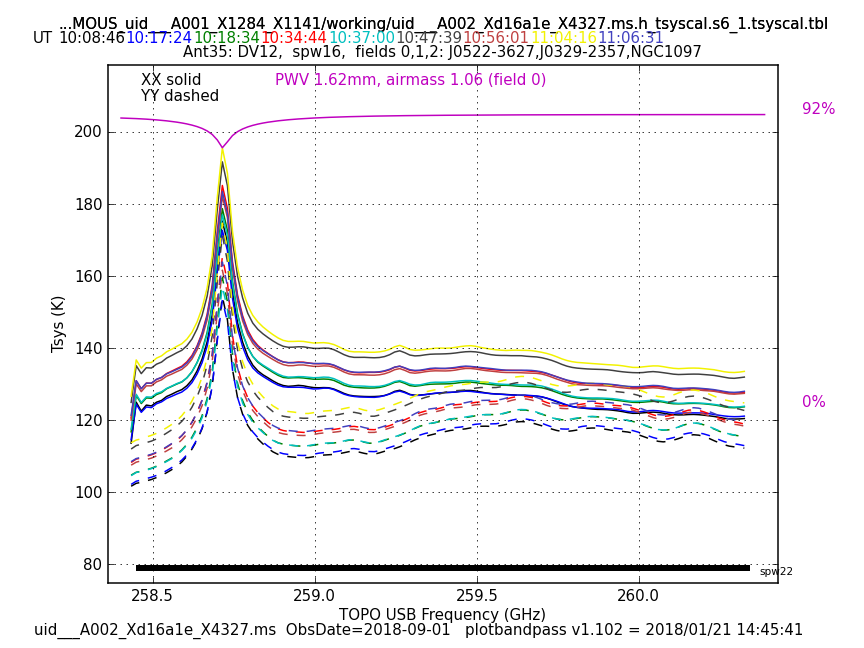 ...MOUS_uid___A001_X1284_X1141/working/uid___A002_Xd16a1e_X4327.ms.h_tsyscal.s6_1.tsyscal.tbl
UT 10:08:46 10:17:24 10:18:34 10:34:44 10:37:00 10:47:39 10:56:01 11:04:16 11:06:31
Ant35: DV12, spw16, fields 0,1,2: J0522-3627,J0329-2357,NGC1097
XX solid
PWV 1.62mm, airmass 1.06 (field 0)
YY dashed
92%
200
180
160
140
120
100
80
Tsys (K)
0%
spw22
258.5 259.0 259.5 260.0
TOPO USB Frequency (GHz)
uid___A002_Xd16a1e_X4327.ms ObsDate=2018-09-01 plotbandpass v1.102 = 2018/01/21 14:45:41